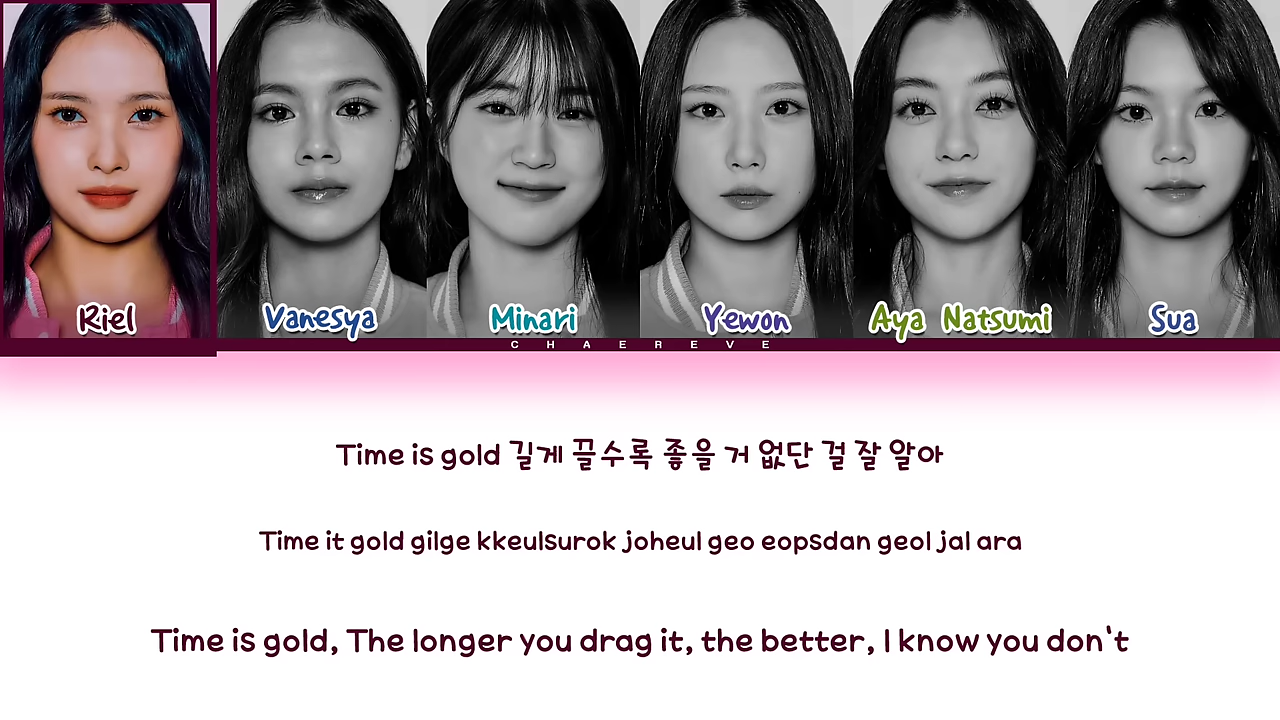 Riel
Vanesya
Minari
Yewon
Aya Natsumi
Sua
CHAEREVE
Time is gold 길게 끌수록 좋을 거 없단 걸 잘 알아
Time it gold gilge kkeulsurok joheul geo eopsdan geol jal ara
Time is gold, The longer you drag it, the better, I know you don't